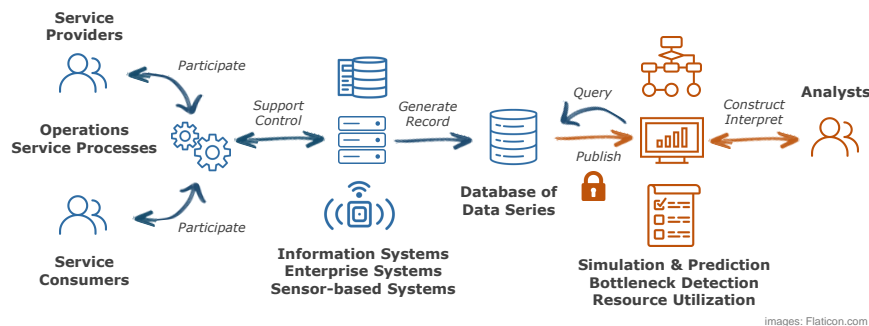 Service
Providers
Participate
Operations
Service Processes
Participate
Service
Consumers
Support
Control
Information Systems
Enterprise Systems
Sensor-based Systems
Generate
Record
Database of
Data Series
Query
Publish
Simulation & Prediction
Bottleneck Detection
Resource Utilization
Construct
Interpret
Analysts
images: Flaticon.com